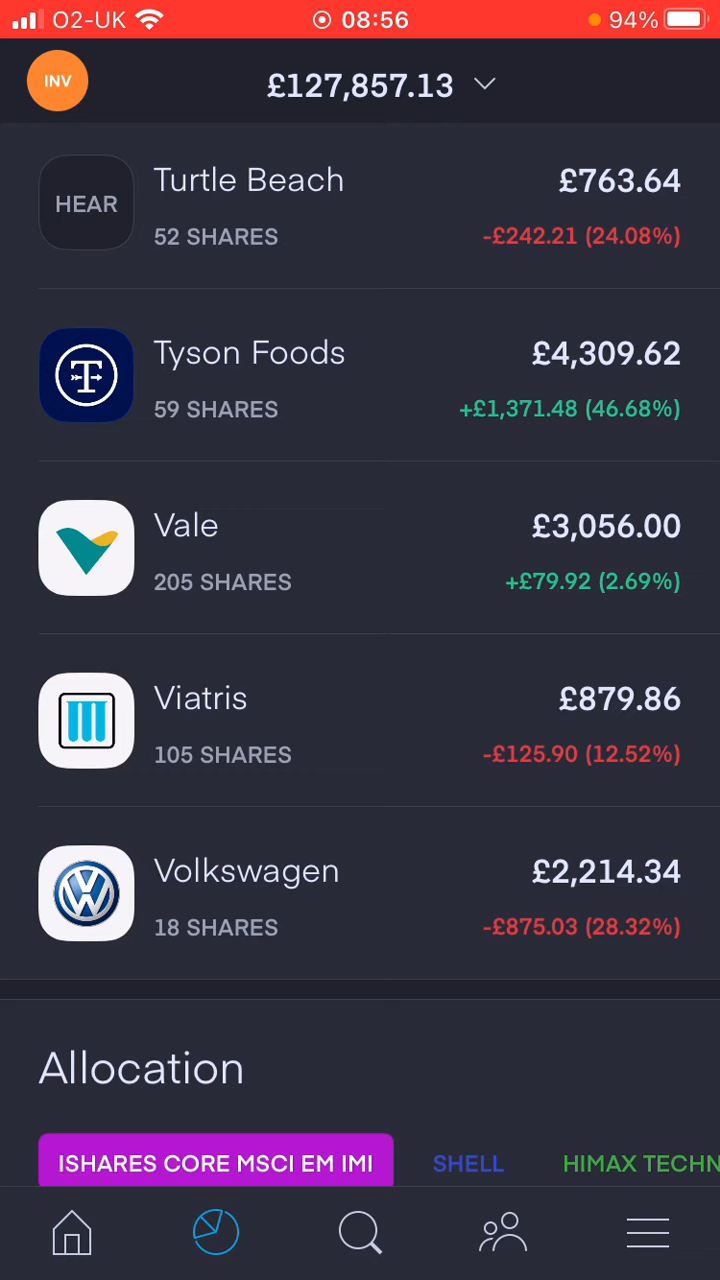 O2-UK 08:56 94%
INV £127,857.13
HEAR Turtle Beach £763.64
52 SHARES -£242.21 (24.08%)
T Tyson Foods £4,309.62
59 SHARES +£1,371.48 (46.68%)
Vale £3,056.00
205 SHARES +£79.92 (2.69%)
Viatris £879.86
105 SHARES -£125.90 (12.52%)
Volkswagen £2,214.34
18 SHARES -£875.03 (28.32%)
Allocation
ISHARES CORE MSCI EM IMI SHELL HIMAX TECHN